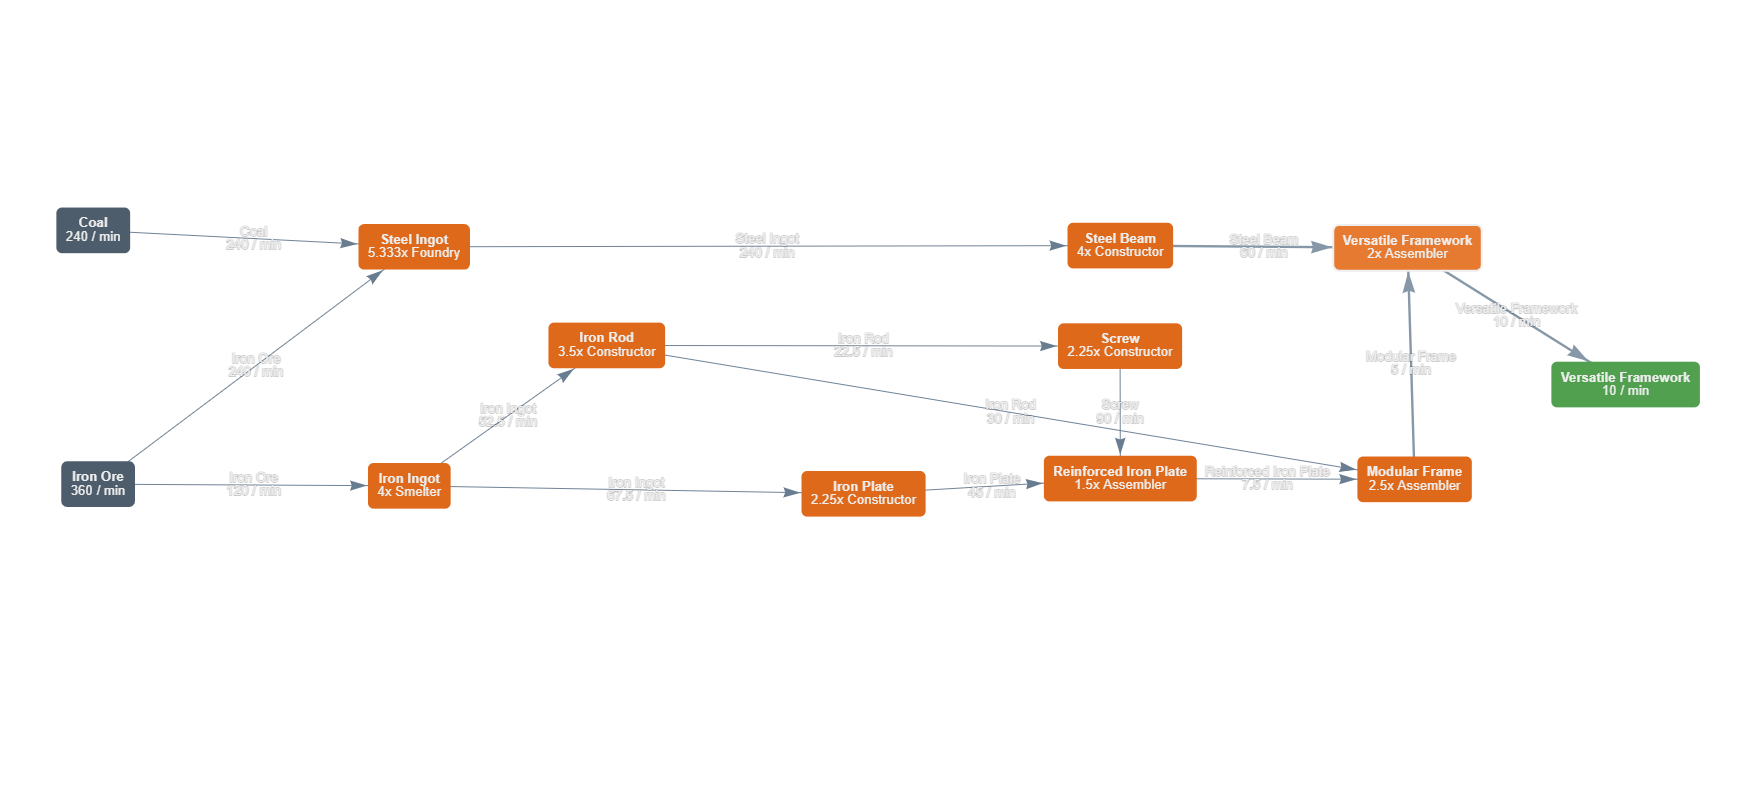 Coal
240 / min
Coal
240 / min
Steel Ingot
5.333x Foundry
Steel Ingot
240 / min
Steel Beam
4x Constructor
Steel Beam
60 / min
Versatile Framework
2x Assembler
Versatile Framework
10 / min
Iron Rod
3.5x Constructor
Iron Rod
22.5 / min
Screw
2.25x Constructor
Iron Ore
240 / min
Modular Frame
5 / min
Versatile Framework
10 / min
Iron Ingot
52.5 / min
Iron Rod
30 / min
Screw
90 / min
Iron Ore
360 / min
Iron Ore
120 / min
Iron Ingot
4x Smelter
Iron Ingot
67.5 / min
Iron Plate
2.25x Constructor
Iron Plate
45 / min
Reinforced Iron Plate
1.5x Assembler
Reinforced Iron Plate
7.5 / min
Modular Frame
2.5x Assembler